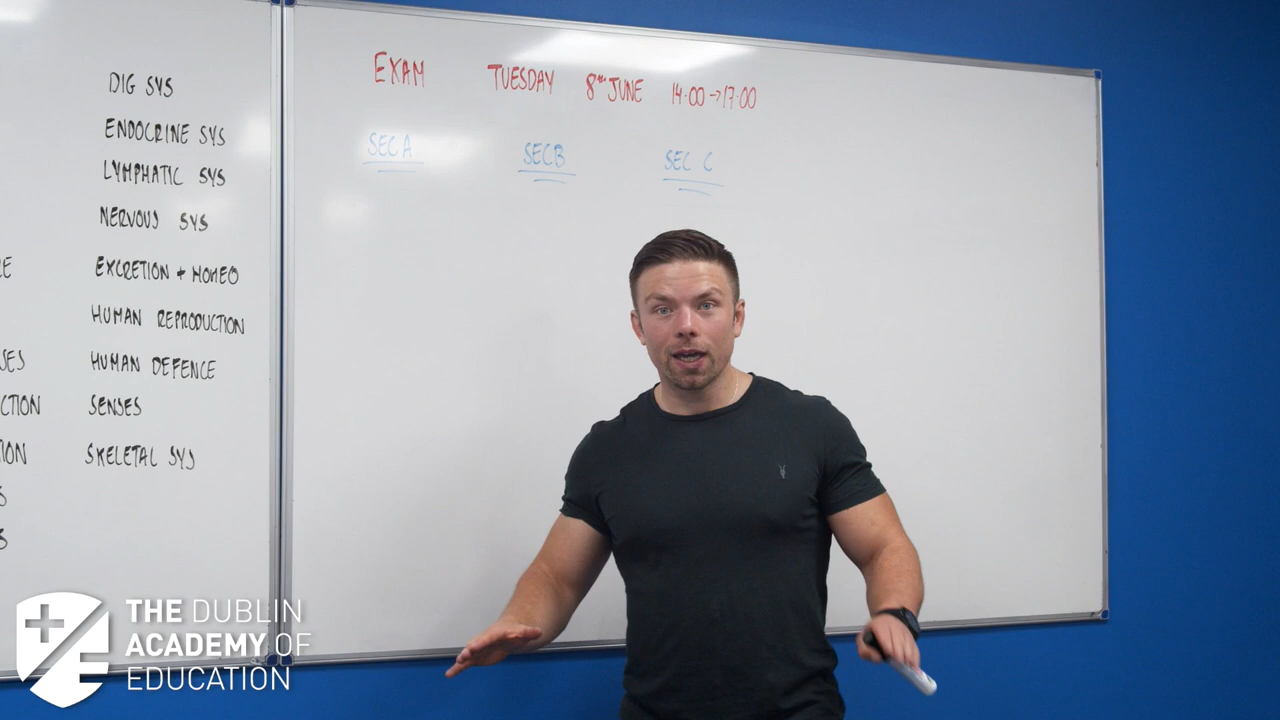 DIG SYS
ENDOCRINE SYS
LYMPHATIC SYS
NERVOUS SYS
EXCRETION + HOMEO
HUMAN REPRODUCTION
HUMAN DEFENCE
SENSES
SKELETAL SYS
EXAM TUESDAY 8TH JUNE 14:00→17:00
SEC A SEC B SEC C
THE DUBLIN
ACADEMY OF
EDUCATION